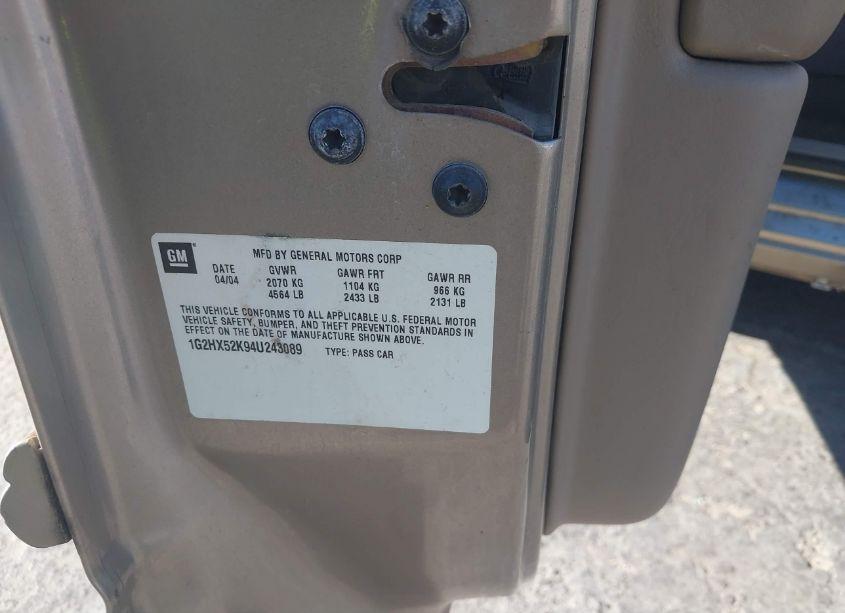 GM
MFD BY GENERAL MOTORS CORP
DATE GVWR GAWR FRT GAWR RR
04/04 2070 KG 1104 KG 966 KG
4564 LB 2433 LB 2131 LB
THIS VEHICLE CONFORMS TO ALL APPLICABLE U.S. FEDERAL MOTOR
VEHICLE SAFETY, BUMPER, AND THEFT PREVENTION STANDARDS IN
EFFECT ON THE DATE OF MANUFACTURE SHOWN ABOVE.
1G2HX52K94U243089 TYPE: PASS CAR